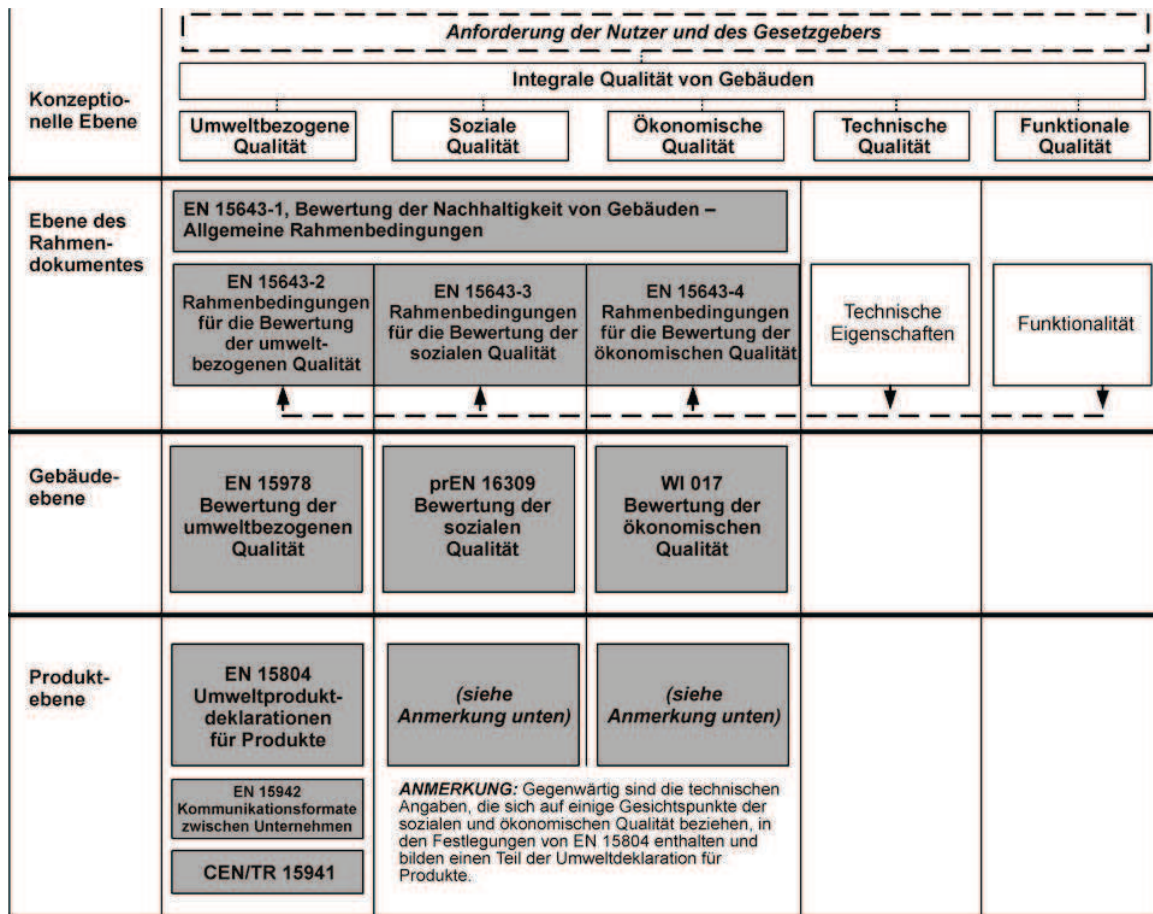 Anforderung der Nutzer und des Gesetzgebers
Integrale Qualität von Gebäuden
Konzeptio-
nelle Ebene
Umweltbezogene
Qualität
Soziale
Qualität
Ökonomische
Qualität
Technische
Qualität
Funktionale
Qualität
Ebene des
Rahmen-
dokumentes
EN 15643-1, Bewertung der Nachhaltigkeit von Gebäuden –
Allgemeine Rahmenbedingungen
EN 15643-2
Rahmenbedingungen
für die Bewertung
der umwelt-
bezogenen Qualität
EN 15643-3
Rahmenbedingungen
für die Bewertung der
sozialen Qualität
EN 15643-4
Rahmenbedingungen
für die Bewertung der
ökonomischen Qualität
Technische
Eigenschaften
Funktionalität
Gebäude-
ebene
EN 15978
Bewertung der
umweltbezogenen
Qualität
prEN 16309
Bewertung der
sozialen
Qualität
WI 017
Bewertung der
ökonomischen
Qualität
Produkt-
ebene
EN 15804
Umweltprodukt-
deklarationen
für Produkte
(siehe
Anmerkung unten)
(siehe
Anmerkung unten)
EN 15942
Kommunikationsformate
zwischen Unternehmen
CEN/TR 15941
ANMERKUNG: Gegenwärtig sind die technischen
Angaben, die sich auf einige Gesichtspunkte der
sozialen und ökonomischen Qualität beziehen, in
den Festlegungen von EN 15804 enthalten und
bilden einen Teil der Umweltdeklaration für
Produkte.